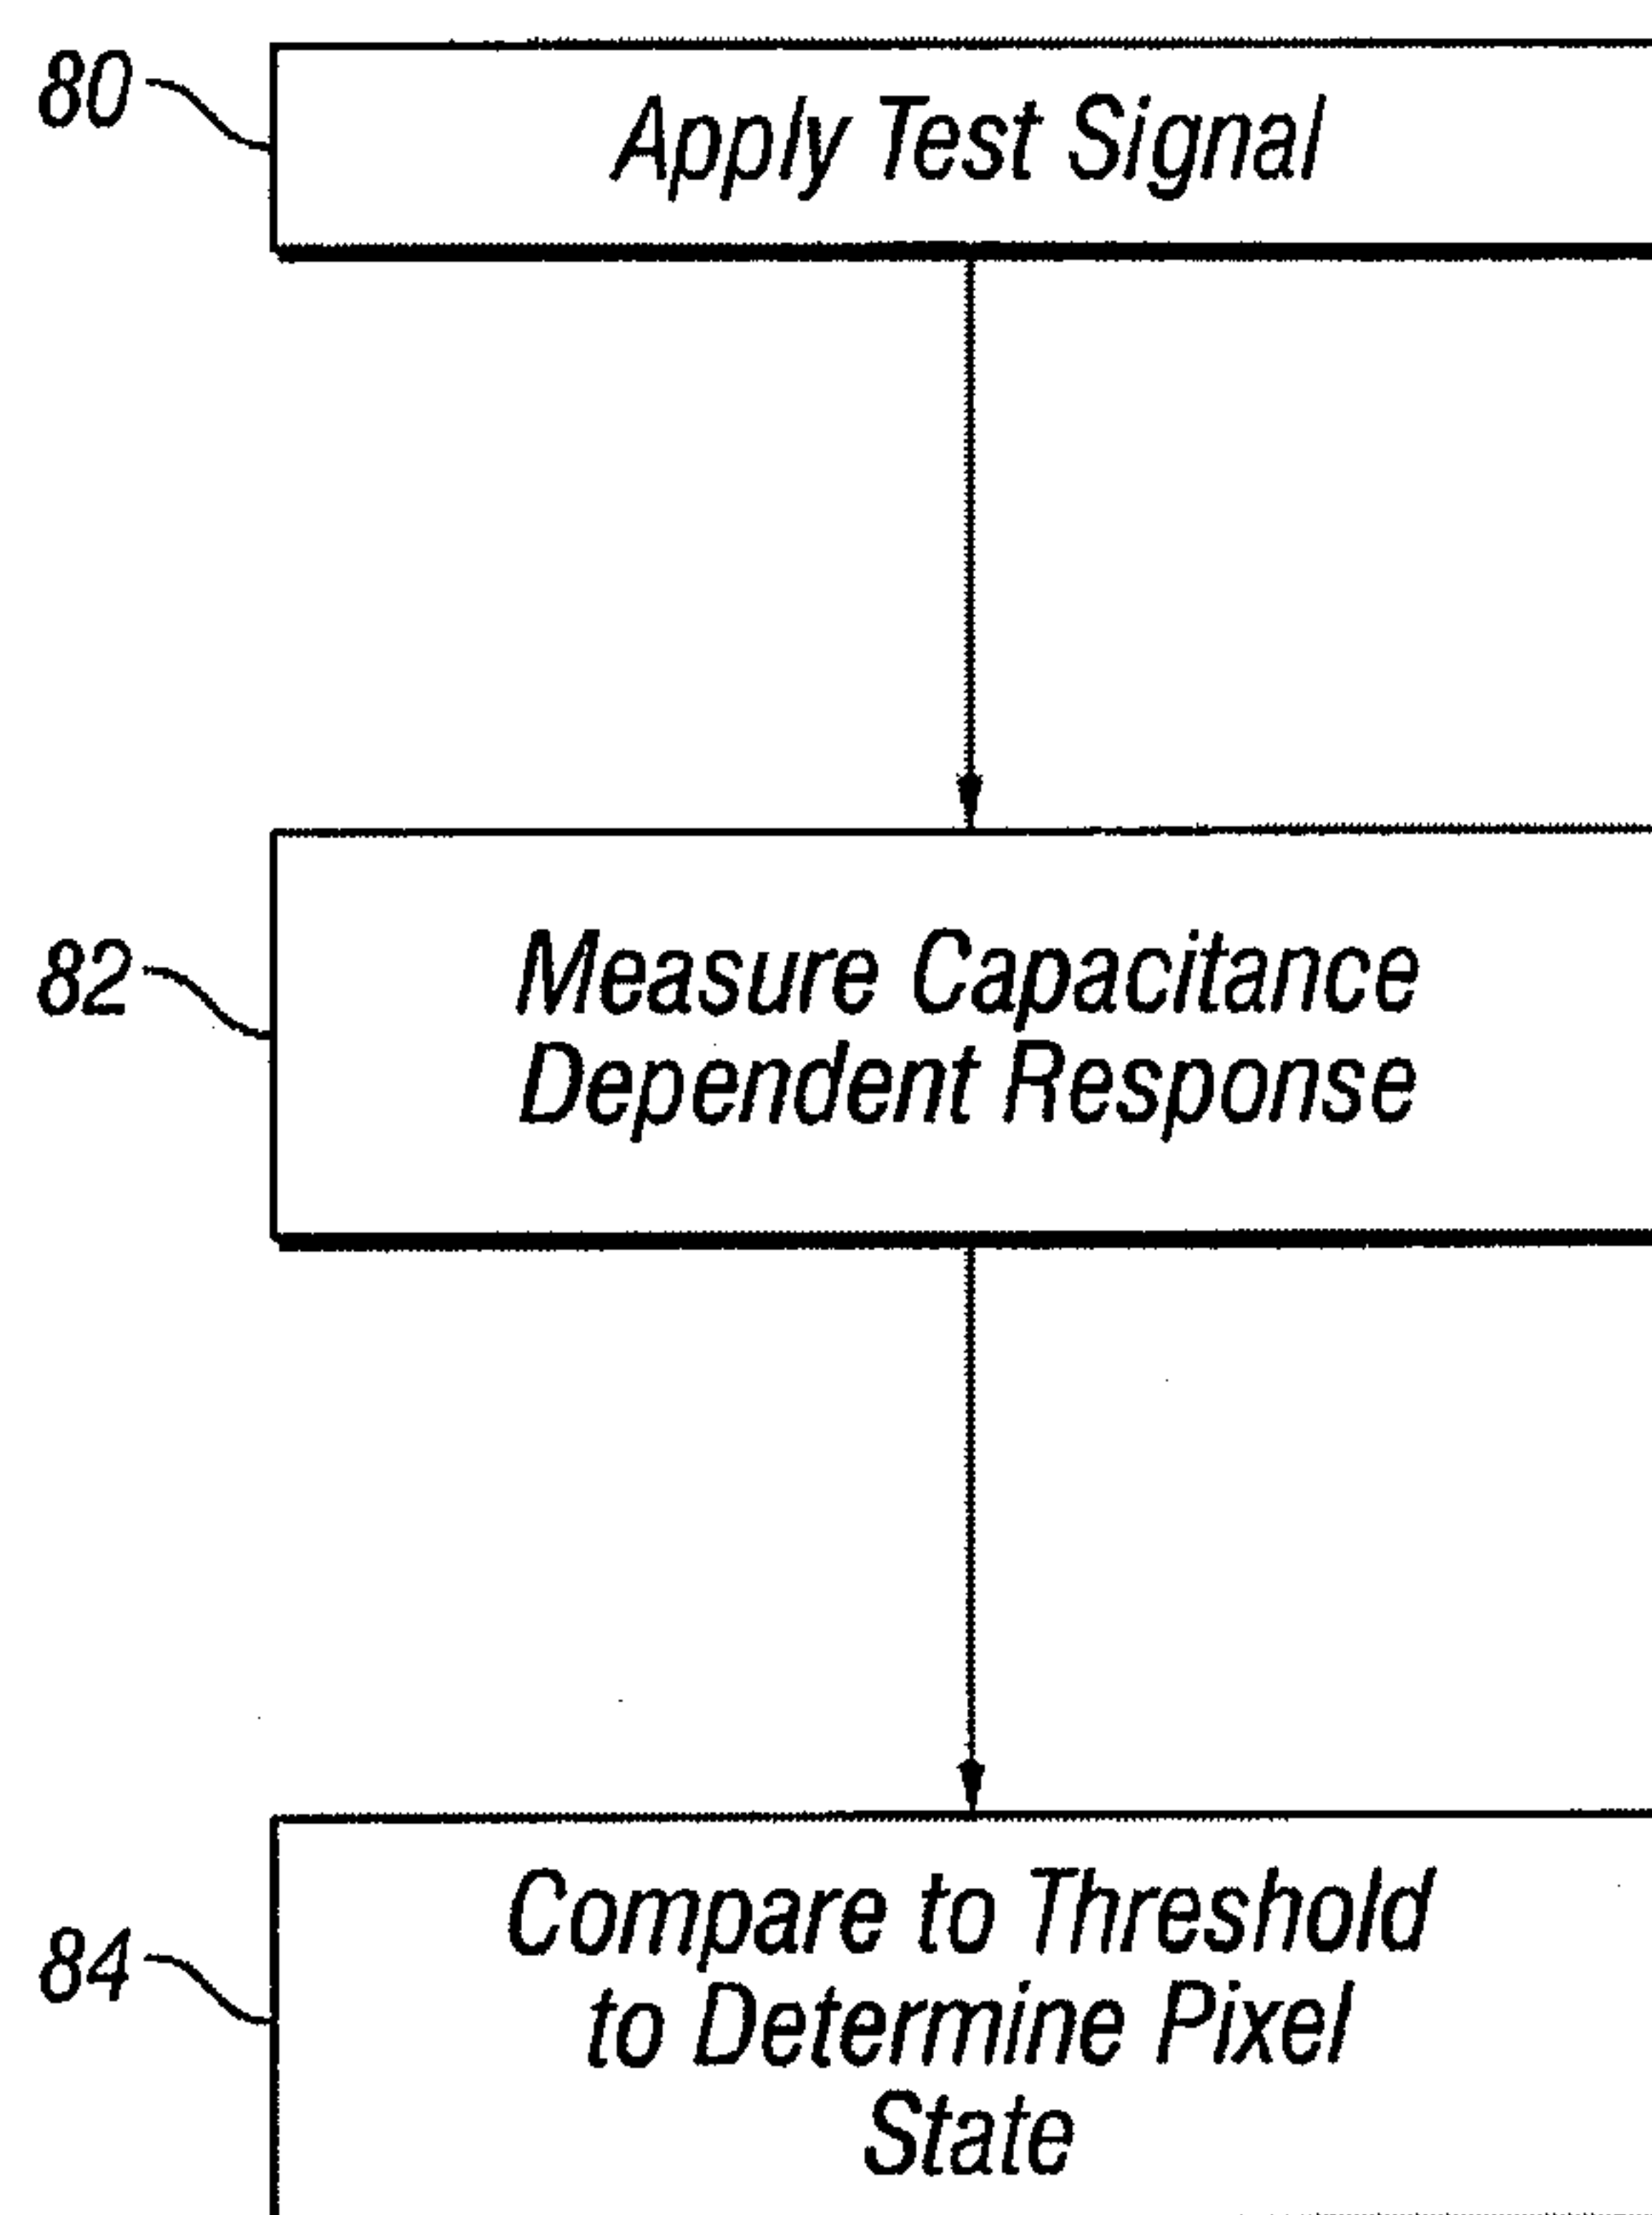 80
Apply Test Signal
82
Measure Capacitance
Dependent Response
84
Compare to Threshold
to Determine Pixel
State